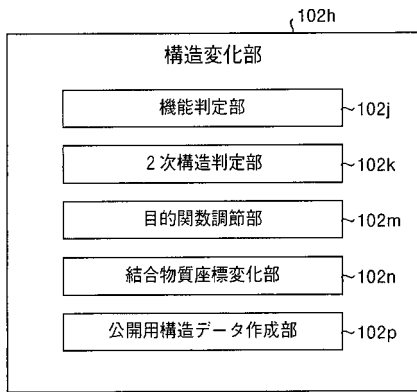 102h
構造変化部
機能判定部 102j
2次構造判定部 102k
目的関数調節部 102m
結合物質座標変化部 102n
公開用構造データ作成部 102p